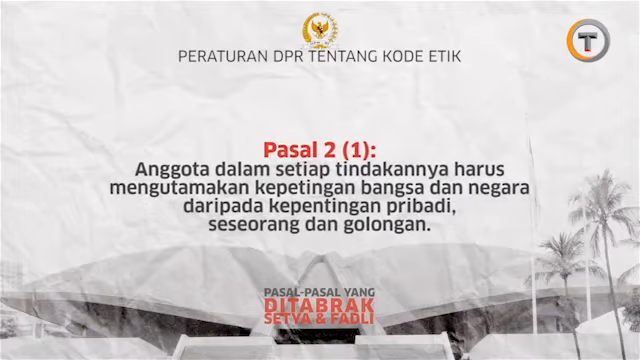 PERATURAN DPR TENTANG KODE ETIK
T
Pasal 2 (1):
Anggota dalam setiap tindakannya harus
mengutamakan kepetingan bangsa dan negara
daripada kepentingan pribadi,
seseorang dan golongan.
PASAL-PASAL YANG
DITABRAK
SETYA & FADLI